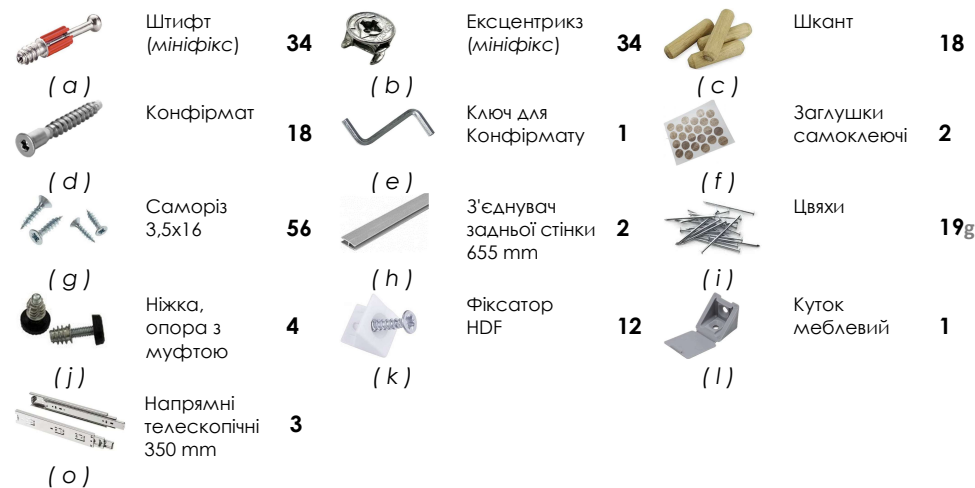 Штифт
(мініфікс)
34
( a )
Ексцентрикз
(мініфікс)
34
( b )
Шкант
18
( c )
Конфірмат
18
( d )
Ключ для
Конфірмату
1
( e )
Заглушки
самоклеючі
2
( f )
Саморіз
3,5x16
56
( g )
З'єднувач
задньої стінки
655 mm
2
( h )
Цвяхи
19g
( i )
Ніжка,
опора з
муфтою
4
( j )
Фіксатор
HDF
12
( k )
Куток
меблевий
1
( l )
Напрямні
телескопічні
350 mm
3
( o )